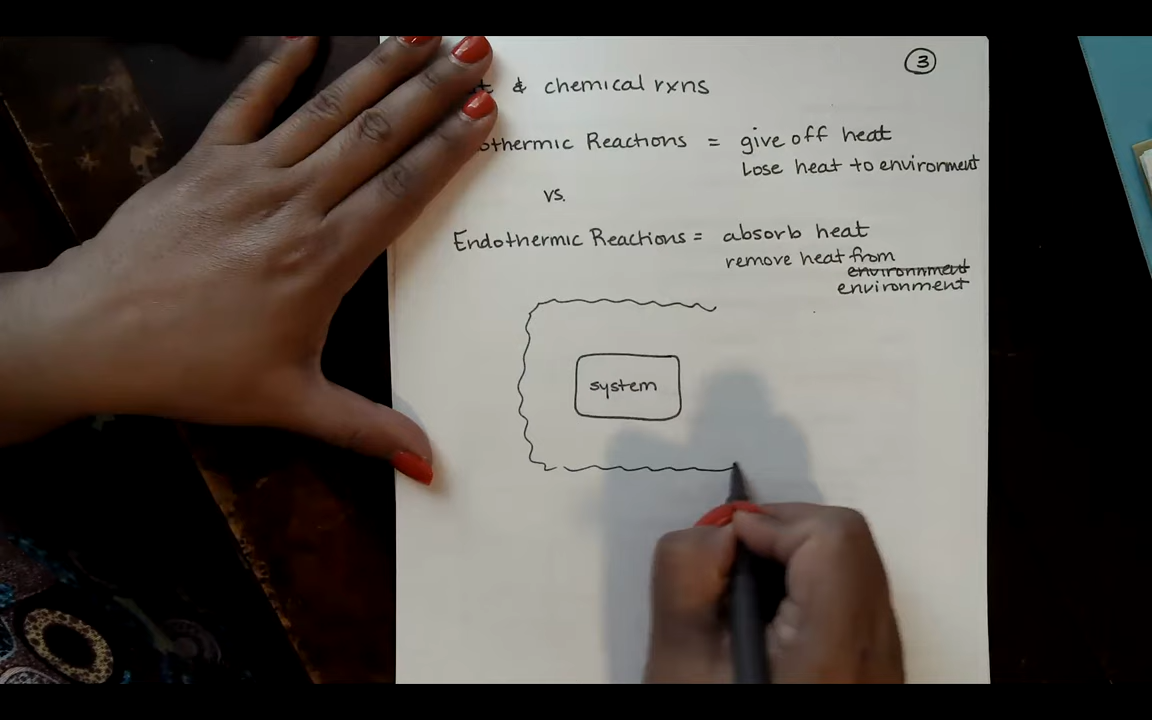 3
& chemical rxns
othermic Reactions = give off heat
Lose heat to environment
vs.
Endothermic Reactions = absorb heat
remove heat from
environnment
environment
system